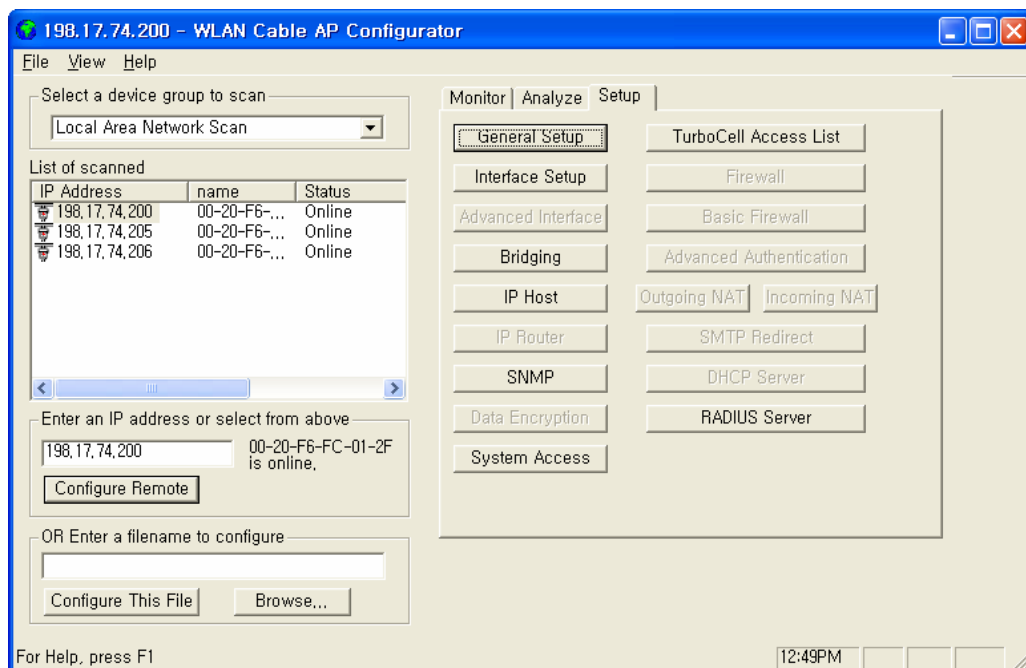 198.17.74.200 - WLAN Cable AP Configurator
File View Help
Select a device group to scan
Local Area Network Scan
List of scanned
IP Address name Status
198,17,74,200 00-20-F6-... Online
198,17,74,205 00-20-F6-... Online
198,17,74,206 00-20-F6-... Online
Enter an IP address or select from above
198,17,74,200
00-20-F6-FC-01-2F
is online,
Configure Remote
OR Enter a filename to configure
Configure This File Browse...
Monitor Analyze Setup
General Setup TurboCell Access List
Interface Setup Firewall
Advanced Interface Basic Firewall
Bridging Advanced Authentication
IP Host Outgoing NAT Incoming NAT
IP Router SMTP Redirect
SNMP DHCP Server
Data Encryption RADIUS Server
System Access
For Help, press F1 12:49PM